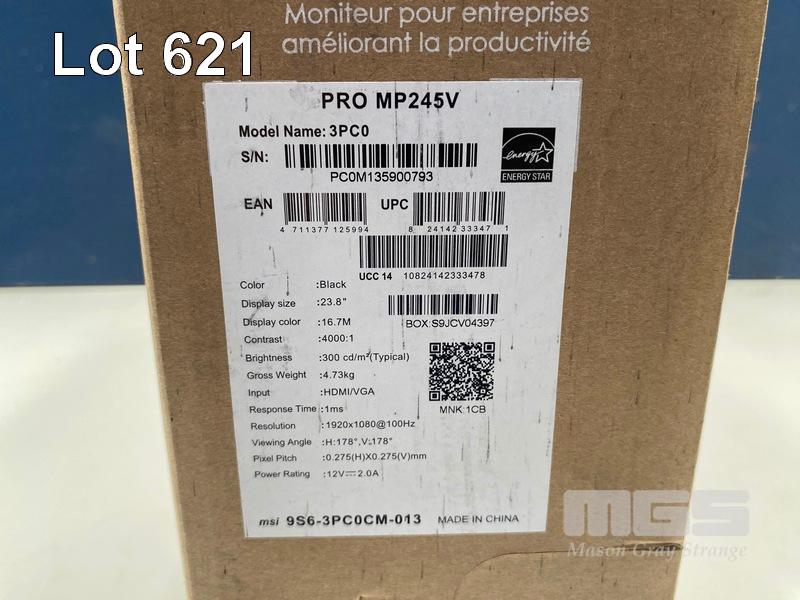 Moniteur pour entreprises
améliorant la productivité
Lot 621
PRO MP245V
Model Name: 3PC0
S/N:
PC0M135900793
energy
ENERGY STAR
EAN
4 711377 125994
UPC
8 24142 33347 1
UCC 14 10824142333478
Color :Black
Display size :23.8"
Display color :16.7M
Contrast :4000:1
Brightness :300 cd/m²(Typical)
Gross Weight :4.73kg
Input :HDMI/VGA
Response Time :1ms
Resolution :1920x1080@100Hz
Viewing Angle :H:178°,V:178°
Pixel Pitch :0.275(H)X0.275(V)mm
Power Rating :12V⎓2.0A
BOX:S9JCV04397
MNK:1CB
msi 9S6-3PC0CM-013 MADE IN CHINA
MGS
Mason Gray Strange